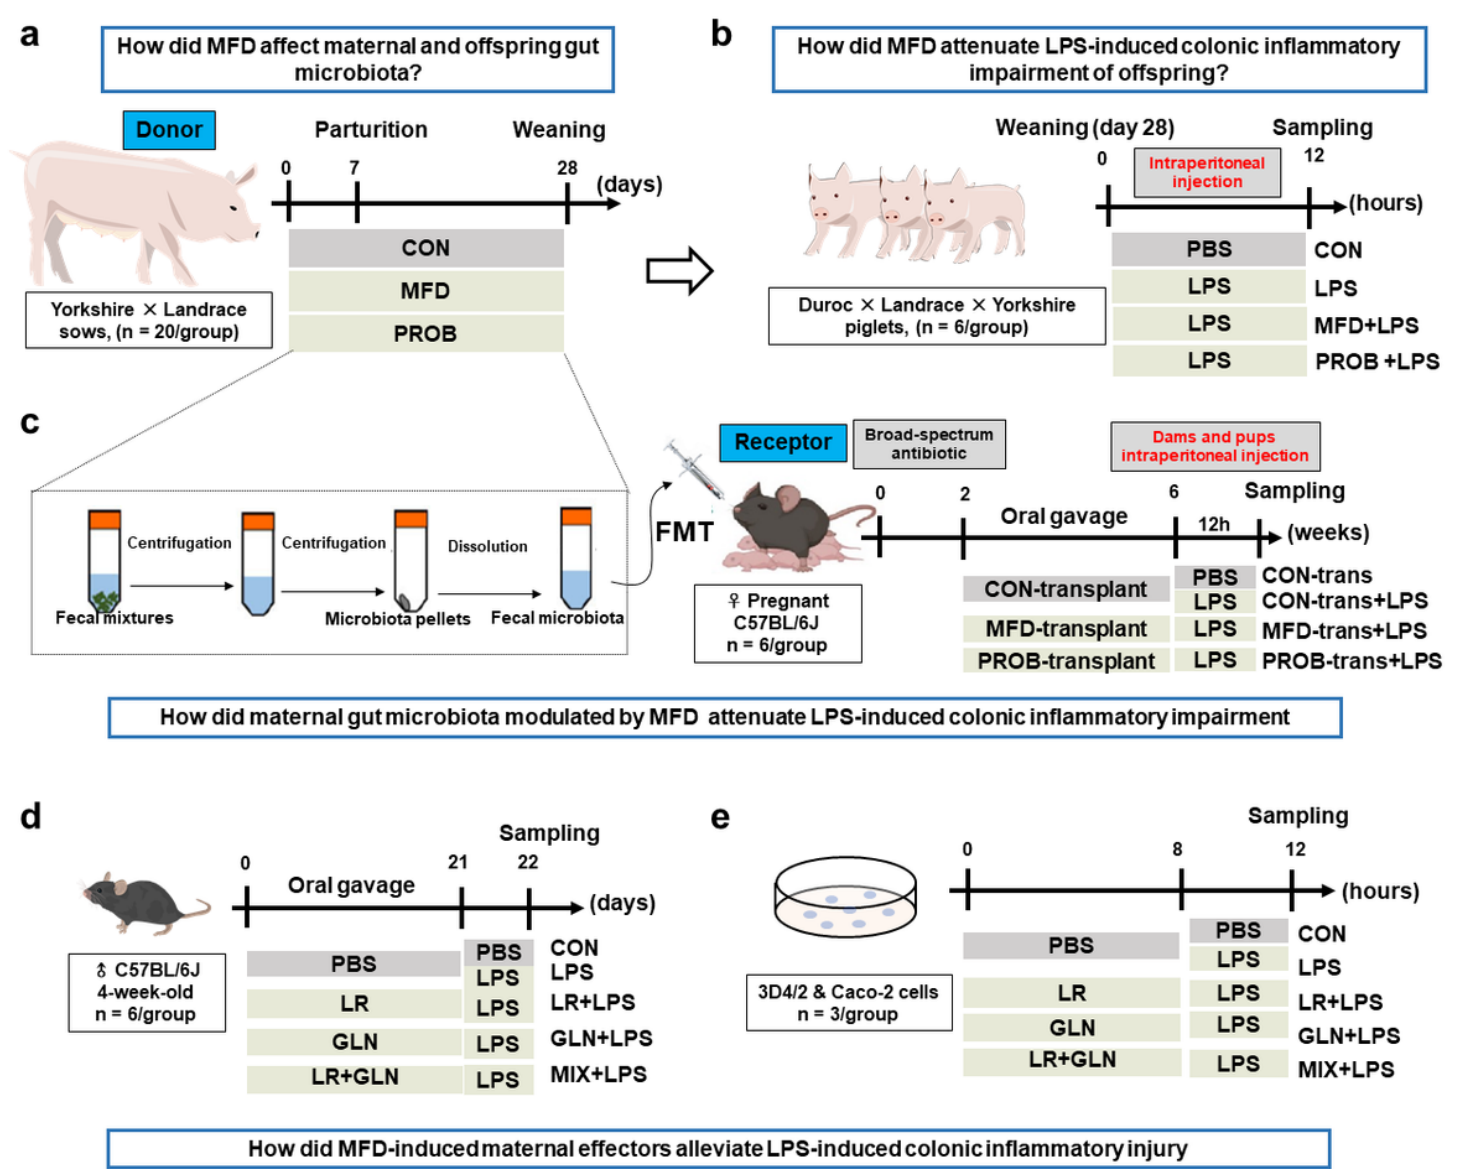 a
How did MFD affect maternal and offspring gut
microbiota?
Donor
Parturition
Weaning
0
7
28
(days)
CON
MFD
PROB
Yorkshire × Landrace
sows, (n = 20/group)
b
How did MFD attenuate LPS-induced colonic inflammatory
impairment of offspring?
Weaning (day 28)
Sampling
0
Intraperitoneal
injection
12
(hours)
PBS
CON
LPS
LPS
LPS
MFD+LPS
LPS
PROB +LPS
Duroc × Landrace × Yorkshire
piglets, (n = 6/group)
c
Centrifugation
Centrifugation
Dissolution
Fecal mixtures
Microbiota pellets
Fecal microbiota
FMT
Receptor
Broad-spectrum
antibiotic
Dams and pups
intraperitoneal injection
0
2
6
Sampling
Oral gavage
12h
(weeks)
♀ Pregnant
C57BL/6J
n = 6/group
CON-transplant
PBS
CON-trans
LPS
CON-trans+LPS
MFD-transplant
LPS
MFD-trans+LPS
PROB-transplant
LPS
PROB-trans+LPS
How did maternal gut microbiota modulated by MFD attenuate LPS-induced colonic inflammatory impairment
d
Sampling
0
21
22
Oral gavage
(days)
♂ C57BL/6J
4-week-old
n = 6/group
PBS
PBS
CON
LPS
LPS
LR
LPS
LR+LPS
GLN
LPS
GLN+LPS
LR+GLN
LPS
MIX+LPS
e
Sampling
0
8
12
(hours)
3D4/2 & Caco-2 cells
n = 3/group
PBS
PBS
CON
LPS
LPS
LR
LPS
LR+LPS
GLN
LPS
GLN+LPS
LR+GLN
LPS
MIX+LPS
How did MFD-induced maternal effectors alleviate LPS-induced colonic inflammatory injury